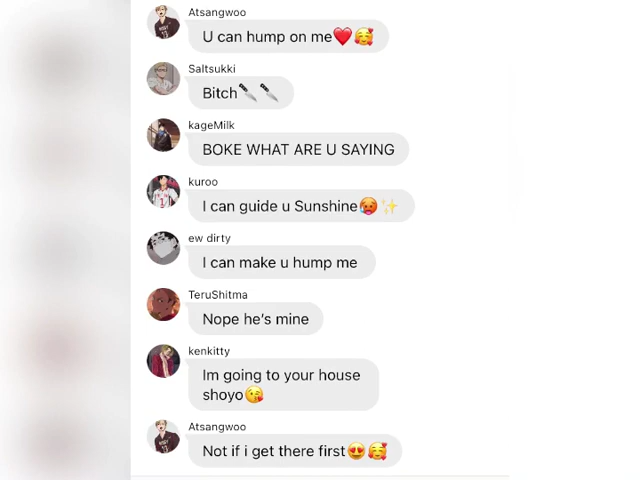 Atsangwoo
U can hump on me❤️🥰
Saltsukki
Bitch🔪🔪
kageMilk
BOKE WHAT ARE U SAYING
kuroo
I can guide u Sunshine🥵✨
ew dirty
I can make u hump me
TeruShitma
Nope he's mine
kenkitty
Im going to your house
shoyo😘
Atsangwoo
Not if i get there first😍🥰